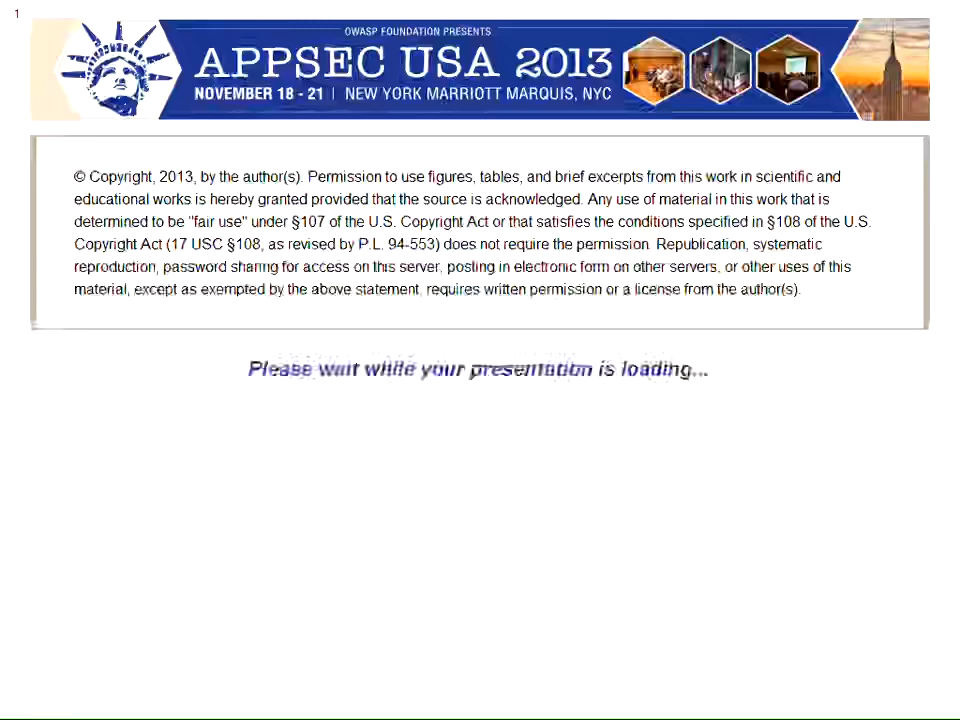 1
OWASP FOUNDATION PRESENTS
APPSEC USA 2013
NOVEMBER 18 - 21 | NEW YORK MARRIOTT MARQUIS, NYC
© Copyright, 2013, by the author(s). Permission to use figures, tables, and brief excerpts from this work in scientific and
educational works is hereby granted provided that the source is acknowledged. Any use of material in this work that is
determined to be "fair use" under §107 of the U.S. Copyright Act or that satisfies the conditions specified in §108 of the U.S.
Copyright Act (17 USC §108, as revised by P.L. 94-553) does not require the permission. Republication, systematic
reproduction, password sharing for access on this server, posting in electronic form on other servers, or other uses of this
material, except as exempted by the above statement, requires written permission or a license from the author(s).
Please wait while your presentation is loading...